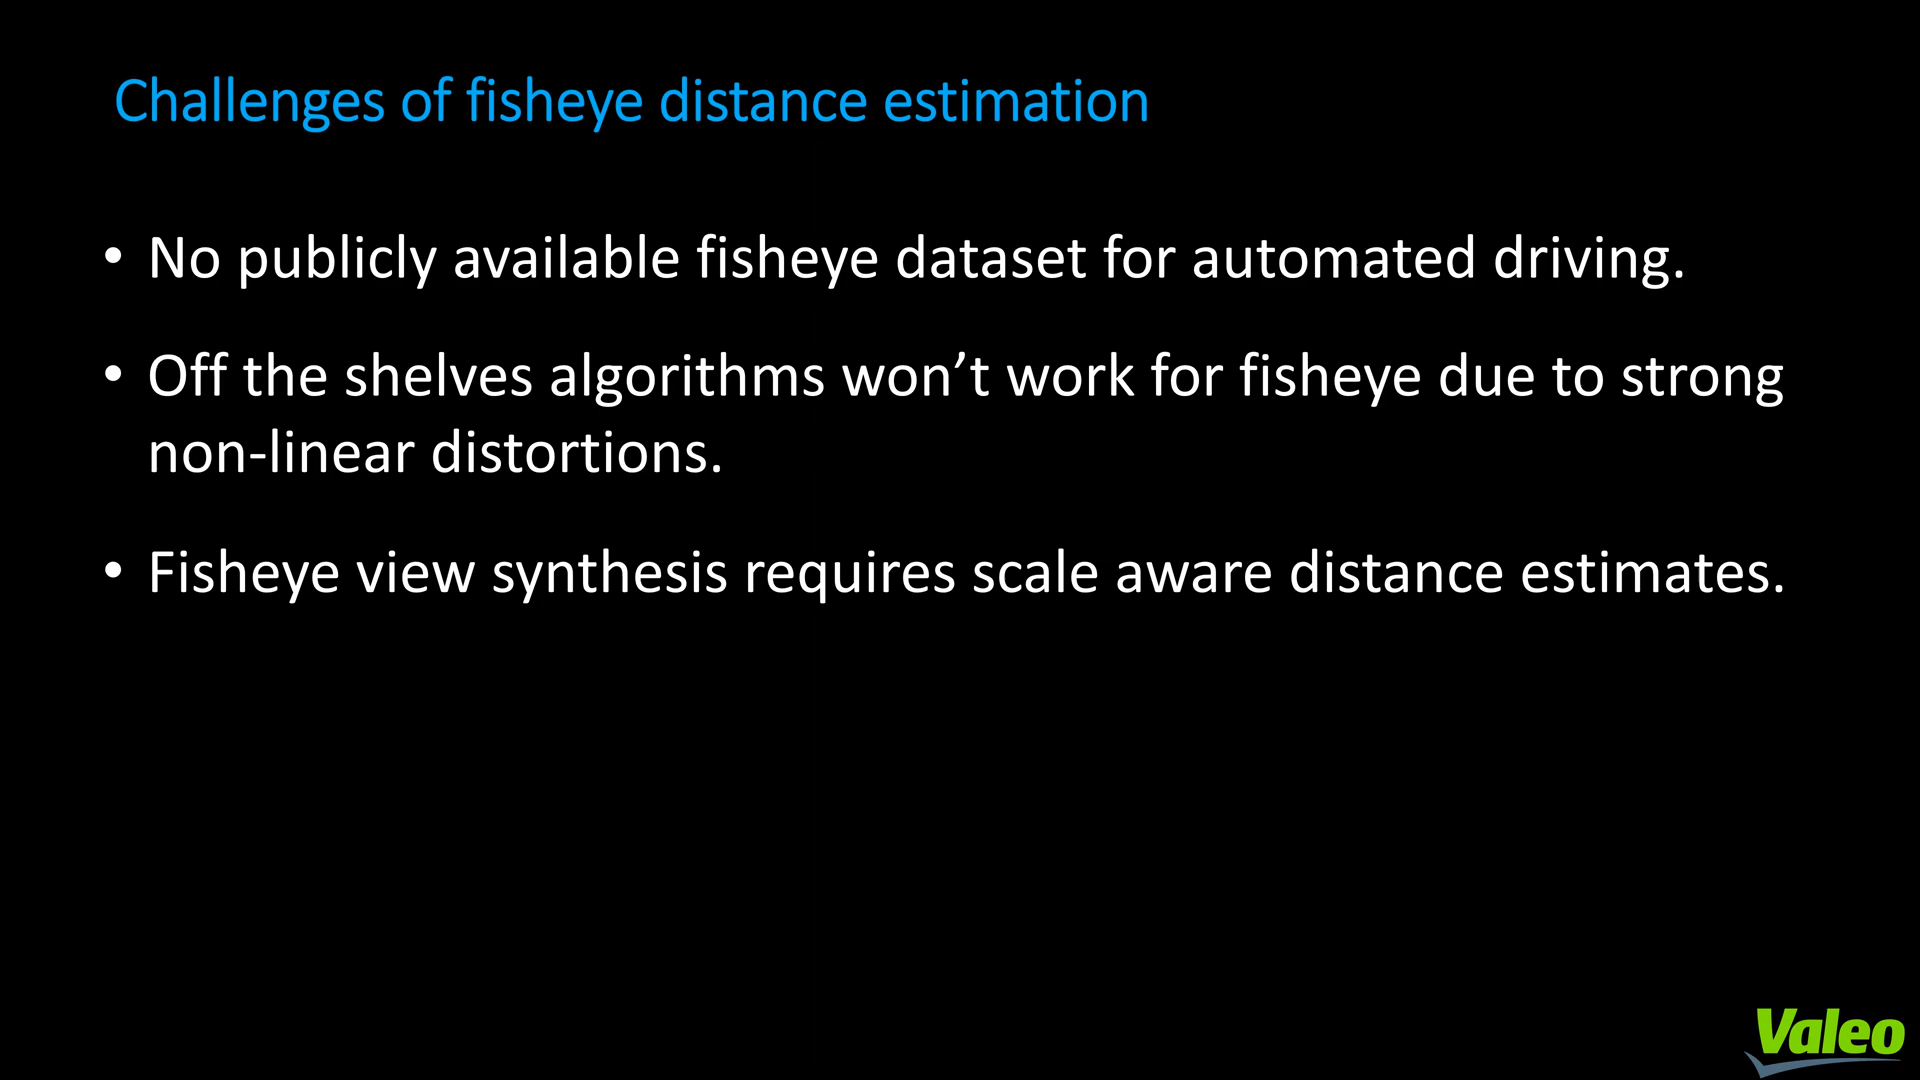 Challenges of fisheye distance estimation
• No publicly available fisheye dataset for automated driving.
• Off the shelves algorithms won’t work for fisheye due to strong
non-linear distortions.
• Fisheye view synthesis requires scale aware distance estimates.
Valeo